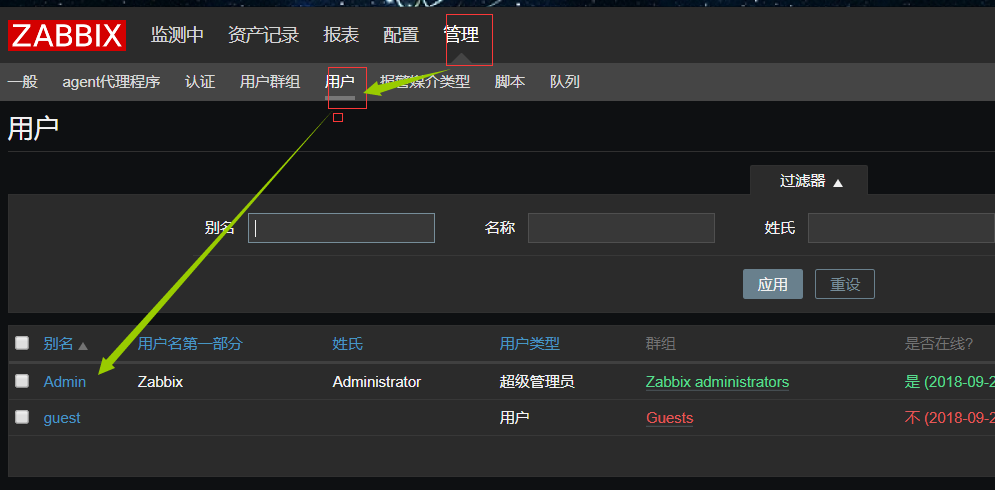 ZABBIX 监测中 资产记录 报表 配置 管理
一般 agent代理程序 认证 用户群组 用户 报警媒介类型 脚本 队列
用户
过滤器
别名 名称 姓氏
应用 重设
别名 用户名第一部分 姓氏 用户类型 群组 是否在线?
Admin Zabbix Administrator 超级管理员 Zabbix administrators 是 (2018-09-2
guest 用户 Guests 不 (2018-09-2